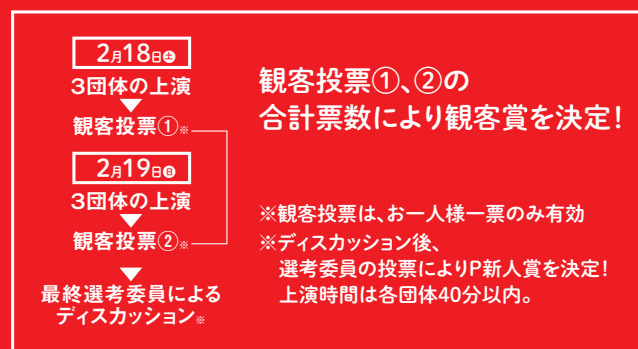 2月18日㊏
3団体の上演
観客投票①※
2月19日㊐
3団体の上演
観客投票②※
最終選考委員による
ディスカッション※
観客投票①、②の
合計票数により観客賞を決定!
※観客投票は、お一人様一票のみ有効
※ディスカッション後、
選考委員の投票によりP新人賞を決定!
上演時間は各団体40分以内。